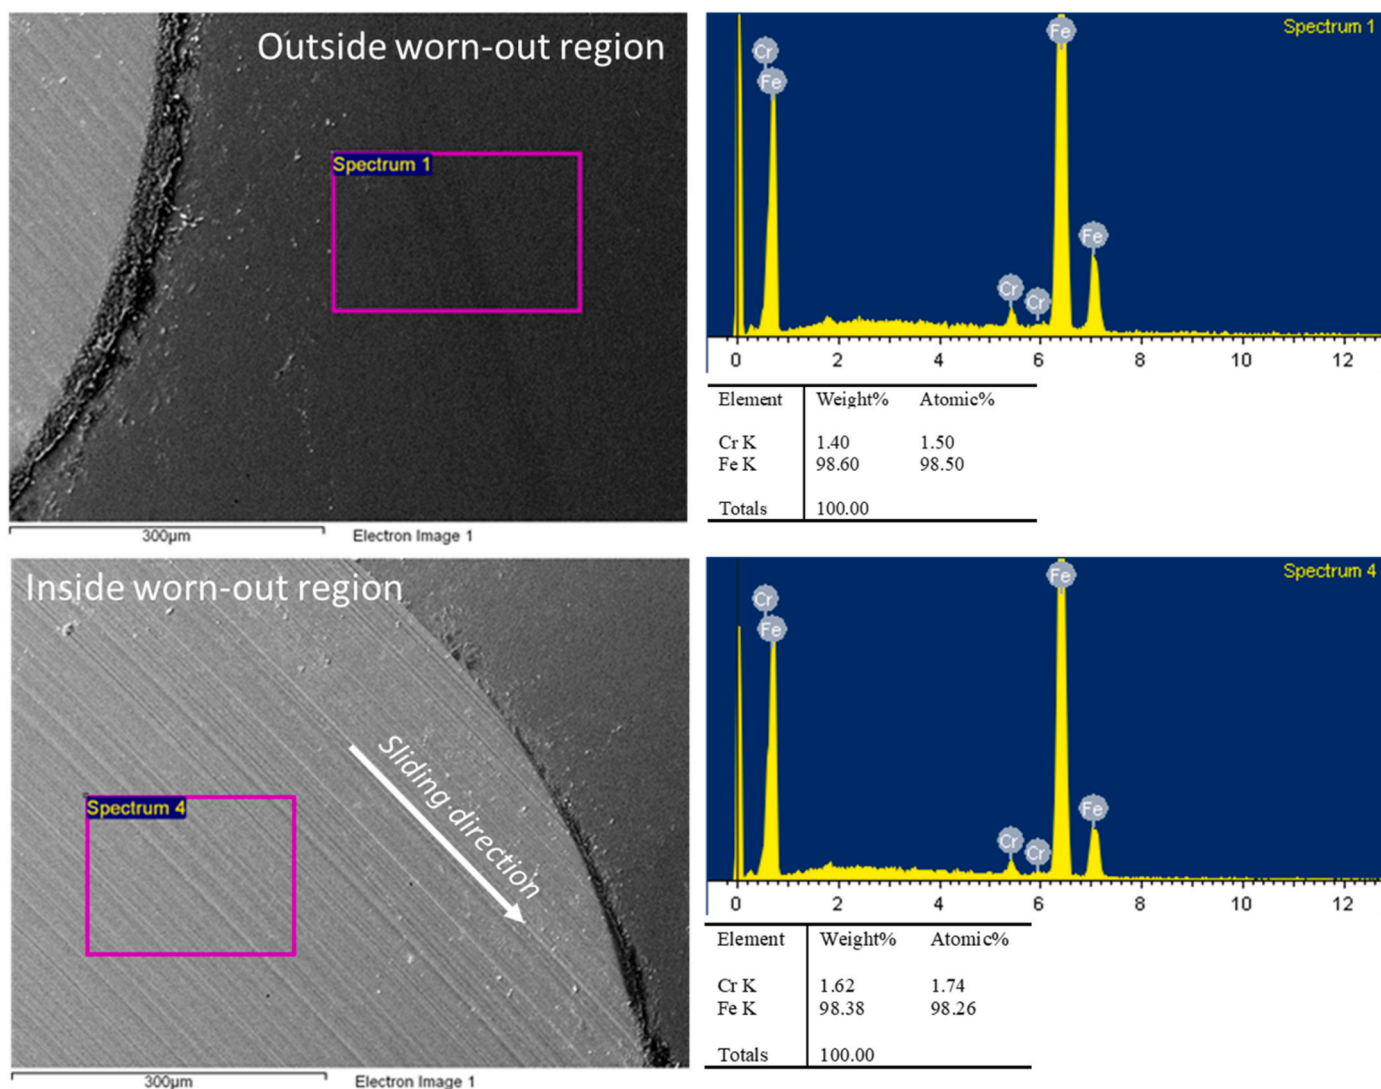 Outside worn-out region
Spectrum 1
300µm
Electron Image 1
Spectrum 1
Cr
Fe
Fe
Fe
Cr
Cr
0 2 4 6 8 10 12
Element Weight% Atomic%
Cr K 1.40 1.50
Fe K 98.60 98.50
Totals 100.00
Inside worn-out region
Spectrum 4
Sliding direction
300µm
Electron Image 1
Spectrum 4
Cr
Fe
Fe
Fe
Cr
Cr
0 2 4 6 8 10 12
Element Weight% Atomic%
Cr K 1.62 1.74
Fe K 98.38 98.26
Totals 100.00